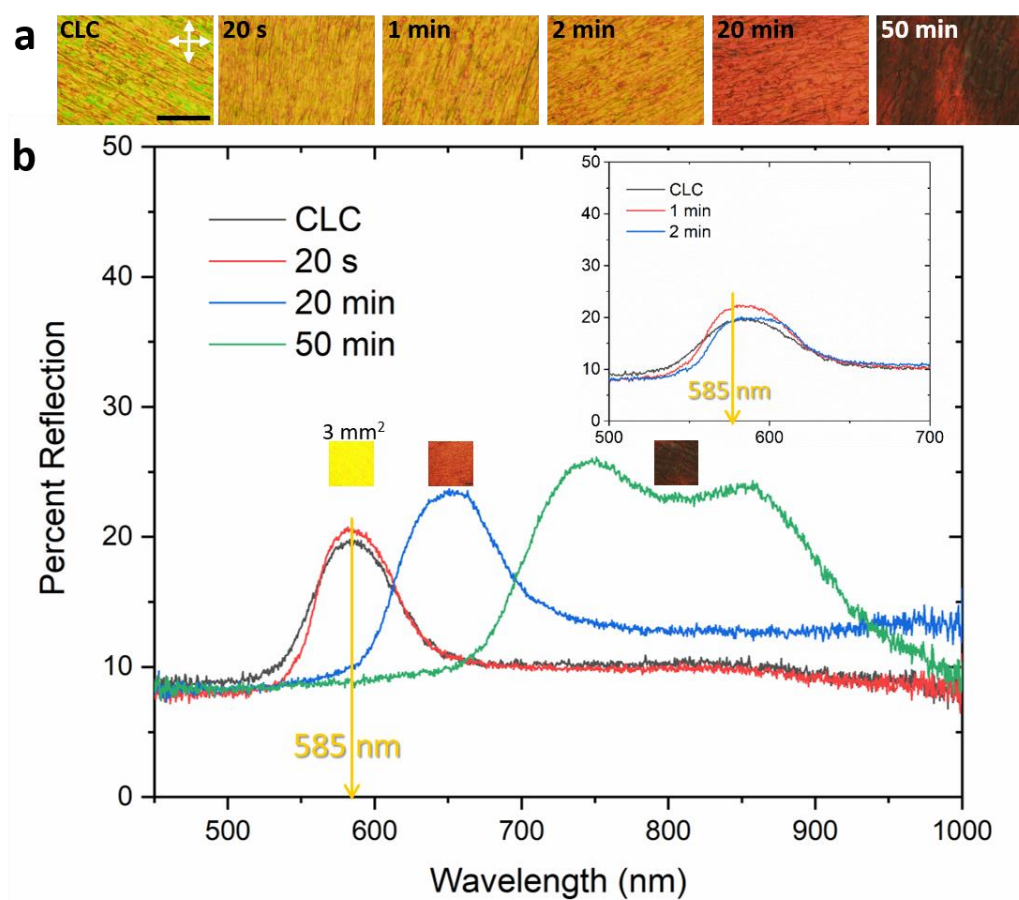 a
CLC
20 s
1 min
2 min
20 min
50 min
b
50
40
30
20
10
0
Percent Reflection
CLC
20 s
20 min
50 min
3 mm²
585 nm
50
40
30
20
10
0
CLC
1 min
2 min
585 nm
500
600
700
500
600
700
800
900
1000
Wavelength (nm)